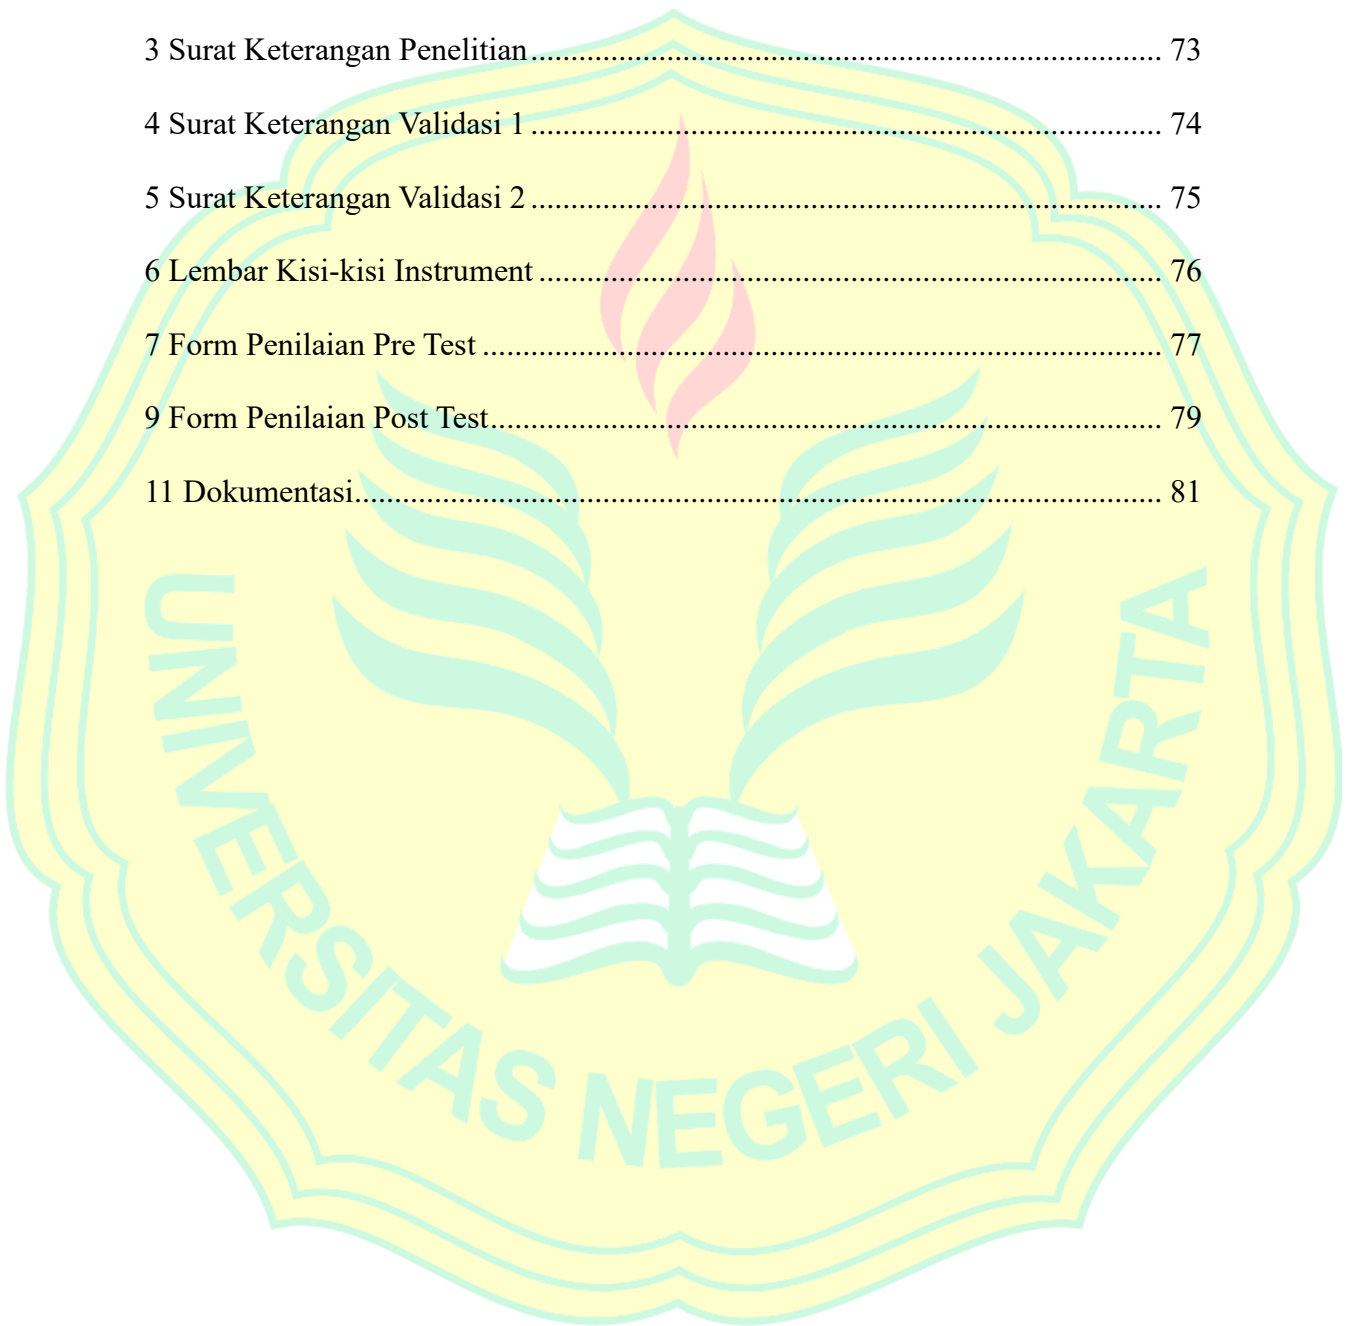 3 Surat Keterangan Penelitian................................................................................ 73
4 Surat Keterangan Validasi 1 ................................................................................ 74
5 Surat Keterangan Validasi 2 ................................................................................ 75
6 Lembar Kisi-kisi Instrument ............................................................................... 76
7 Form Penilaian Pre Test ...................................................................................... 77
9 Form Penilaian Post Test..................................................................................... 79
11 Dokumentasi...................................................................................................... 81
UNIVERSITAS NEGERI JAKARTA